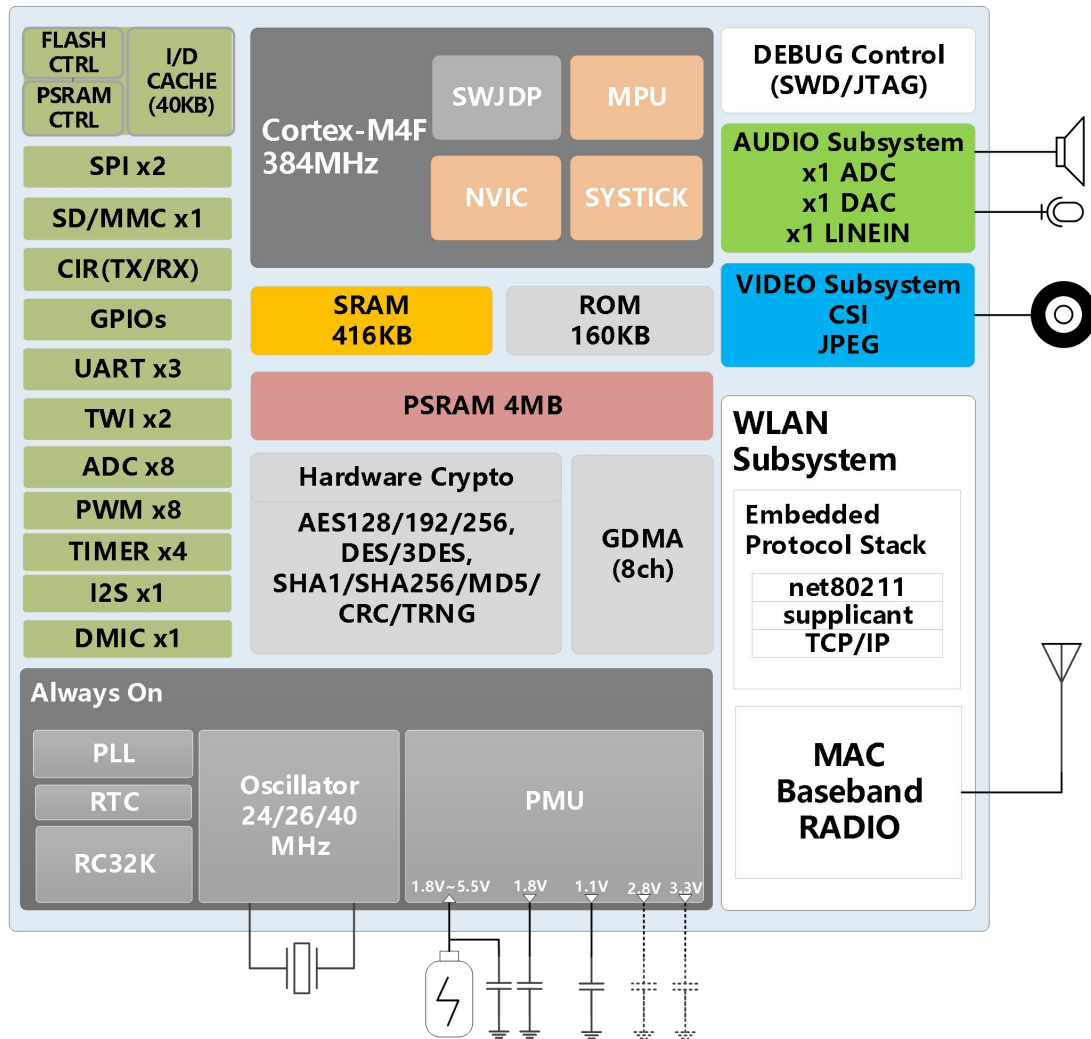 FLASH
CTRL
PSRAM
CTRL
I/D
CACHE
(40KB)
SPI x2
SD/MMC x1
CIR(TX/RX)
GPIOs
UART x3
TWI x2
ADC x8
PWM x8
TIMER x4
I2S x1
DMIC x1
Cortex-M4F
384MHz
SWJDP
MPU
NVIC
SYSTICK
SRAM
416KB
ROM
160KB
PSRAM 4MB
Hardware Crypto
AES128/192/256,
DES/3DES,
SHA1/SHA256/MD5/
CRC/TRNG
GDMA
(8ch)
DEBUG Control
(SWD/JTAG)
AUDIO Subsystem
x1 ADC
x1 DAC
x1 LINEIN
VIDEO Subsystem
CSI
JPEG
WLAN
Subsystem
Embedded
Protocol Stack
net80211
supplicant
TCP/IP
MAC
Baseband
RADIO
Always On
PLL
RTC
RC32K
Oscillator
24/26/40
MHz
PMU
1.8V~5.5V
1.8V
1.1V
2.8V
3.3V